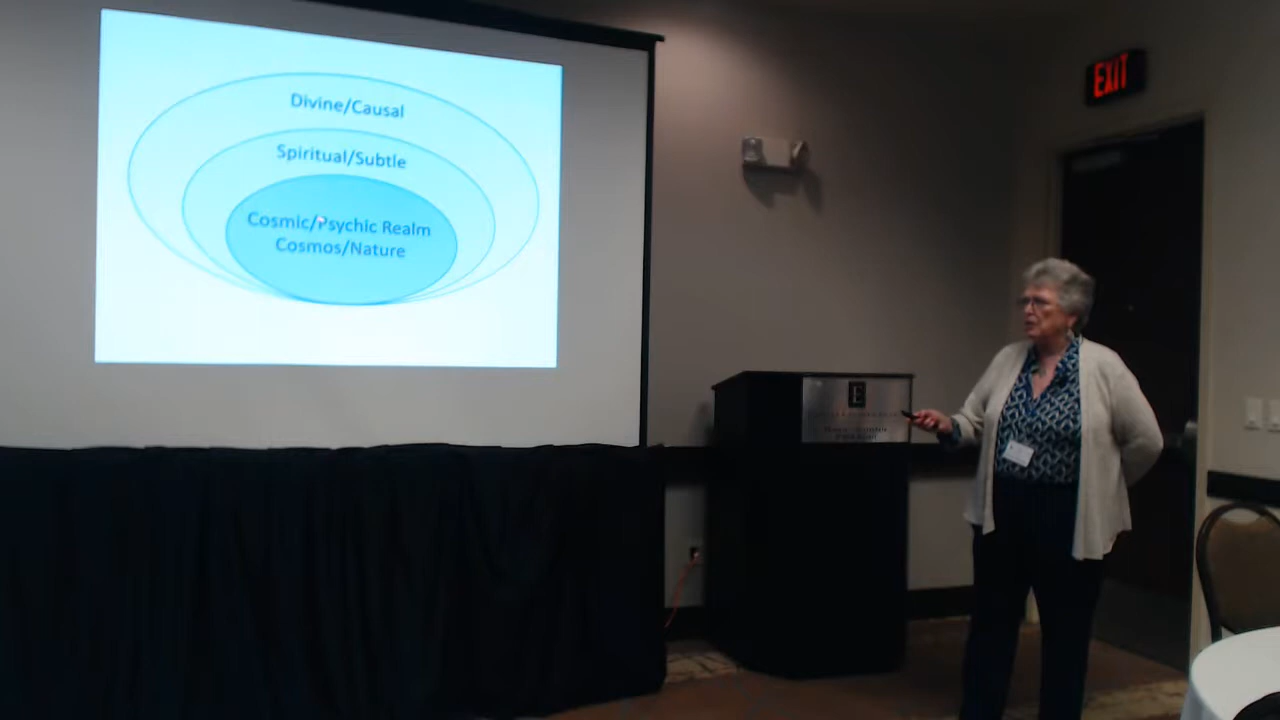 Divine/Causal
Spiritual/Subtle
Cosmic/Psychic Realm
Cosmos/Nature
EXIT
E